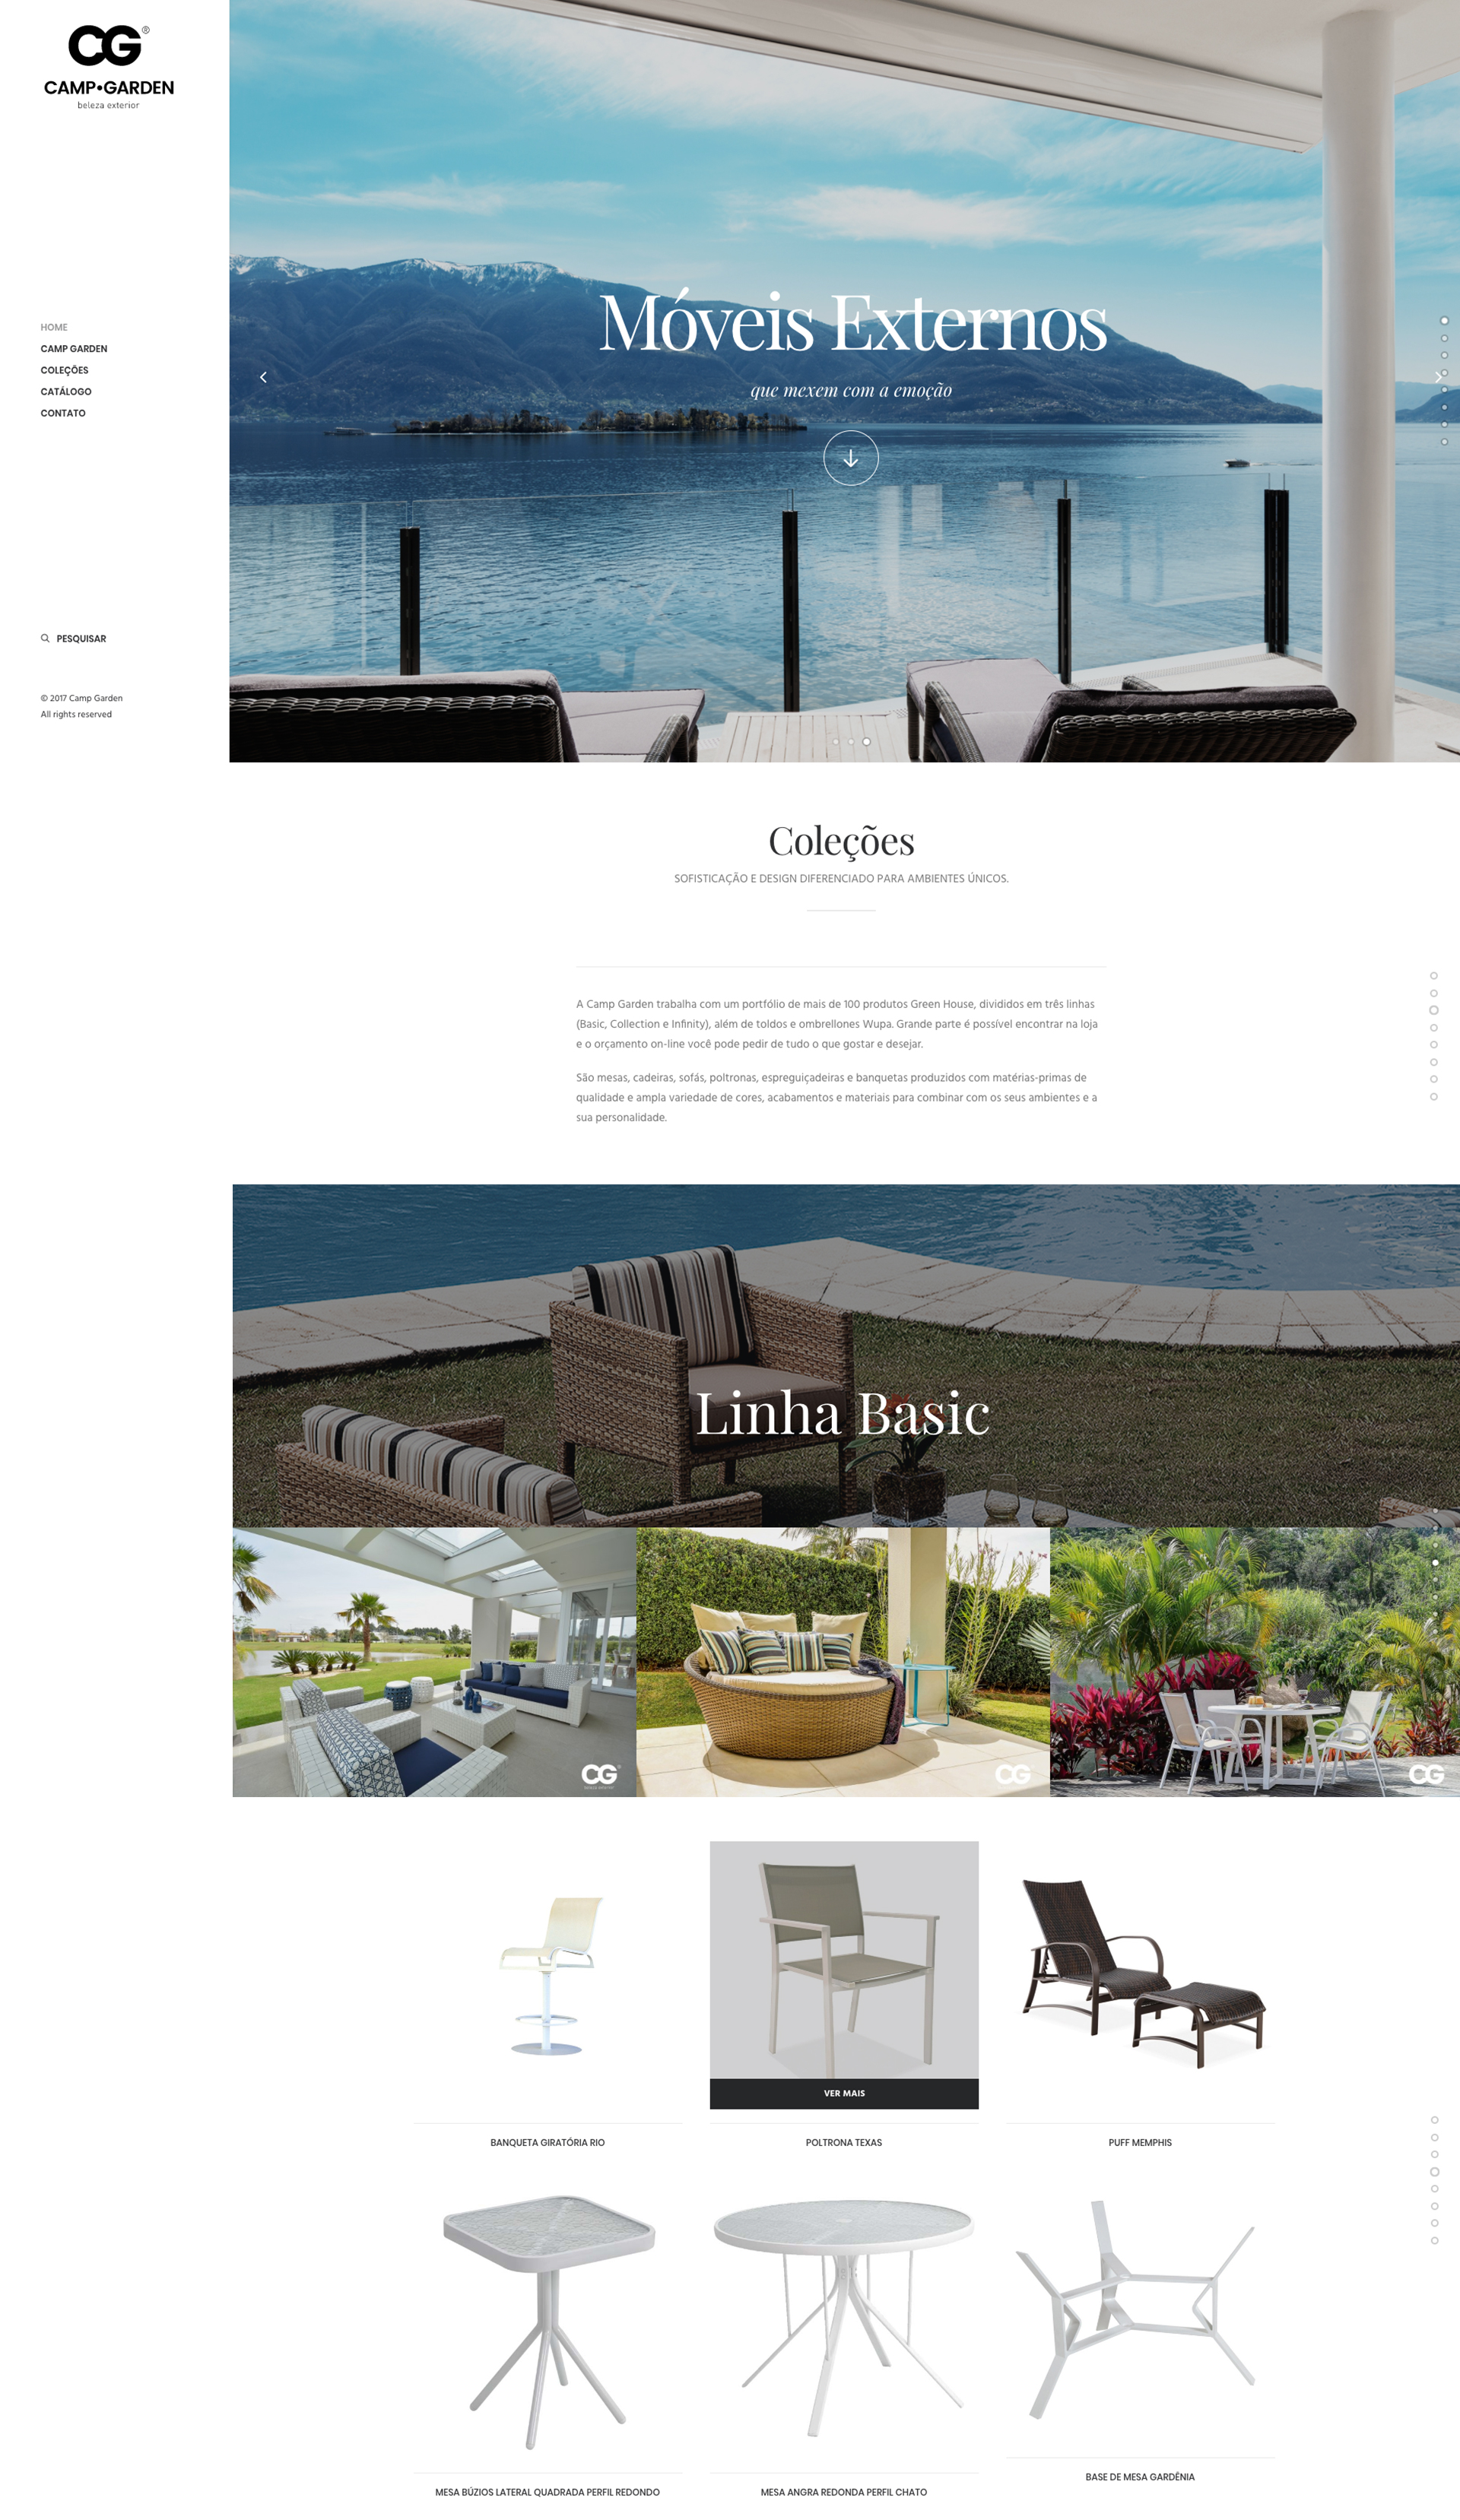 CG®
CAMP•GARDEN
beleza exterior
HOME
CAMP GARDEN
COLEÇÕES
CATÁLOGO
CONTATO
PESQUISAR
© 2017 Camp Garden
All rights reserved
Móveis Externos
que mexem com a emoção
Coleções
SOFISTICAÇÃO E DESIGN DIFERENCIADO PARA AMBIENTES ÚNICOS.
A Camp Garden trabalha com um portfólio de mais de 100 produtos Green House, divididos em três linhas
(Basic, Collection e Infinity), além de toldos e ombrellones Wupa. Grande parte é possível encontrar na loja
e o orçamento on-line você pode pedir de tudo o que gostar e desejar.
São mesas, cadeiras, sofás, poltronas, espreguiçadeiras e banquetas produzidos com matérias-primas de
qualidade e ampla variedade de cores, acabamentos e materiais para combinar com os seus ambientes e a
sua personalidade.
Linha Basic
CG
CG
CG
VER MAIS
BANQUETA GIRATÓRIA RIO
POLTRONA TEXAS
PUFF MEMPHIS
MESA BÚZIOS LATERAL QUADRADA PERFIL REDONDO
MESA ANGRA REDONDA PERFIL CHATO
BASE DE MESA GARDÊNIA